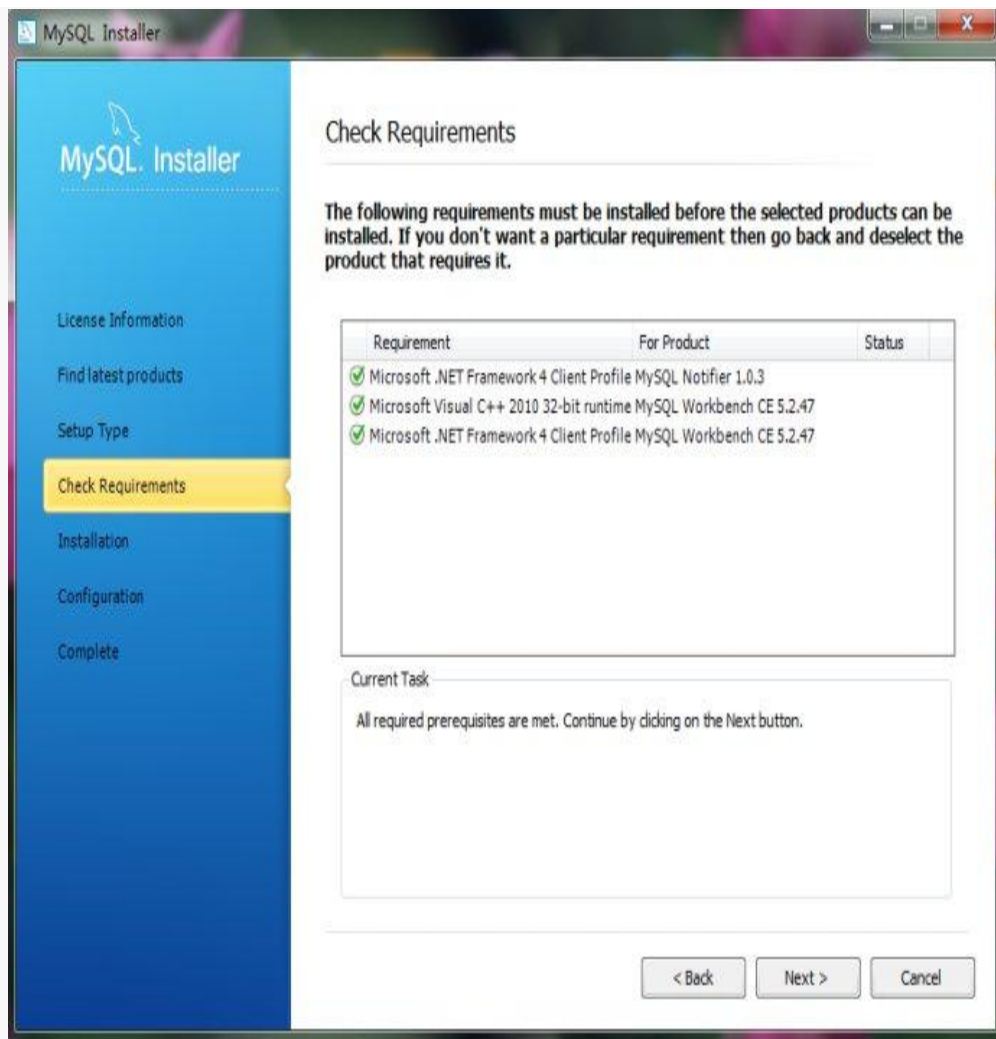 MySQL Installer
MySQL. Installer
License Information
Find latest products
Setup Type
Check Requirements
Installation
Configuration
Complete
Check Requirements
The following requirements must be installed before the selected products can be
installed. If you don't want a particular requirement then go back and deselect the
product that requires it.
Requirement For Product Status
Microsoft .NET Framework 4 Client Profile MySQL Notifier 1.0.3
Microsoft Visual C++ 2010 32-bit runtime MySQL Workbench CE 5.2.47
Microsoft .NET Framework 4 Client Profile MySQL Workbench CE 5.2.47
Current Task
All required prerequisites are met. Continue by clicking on the Next button.
< Back Next > Cancel